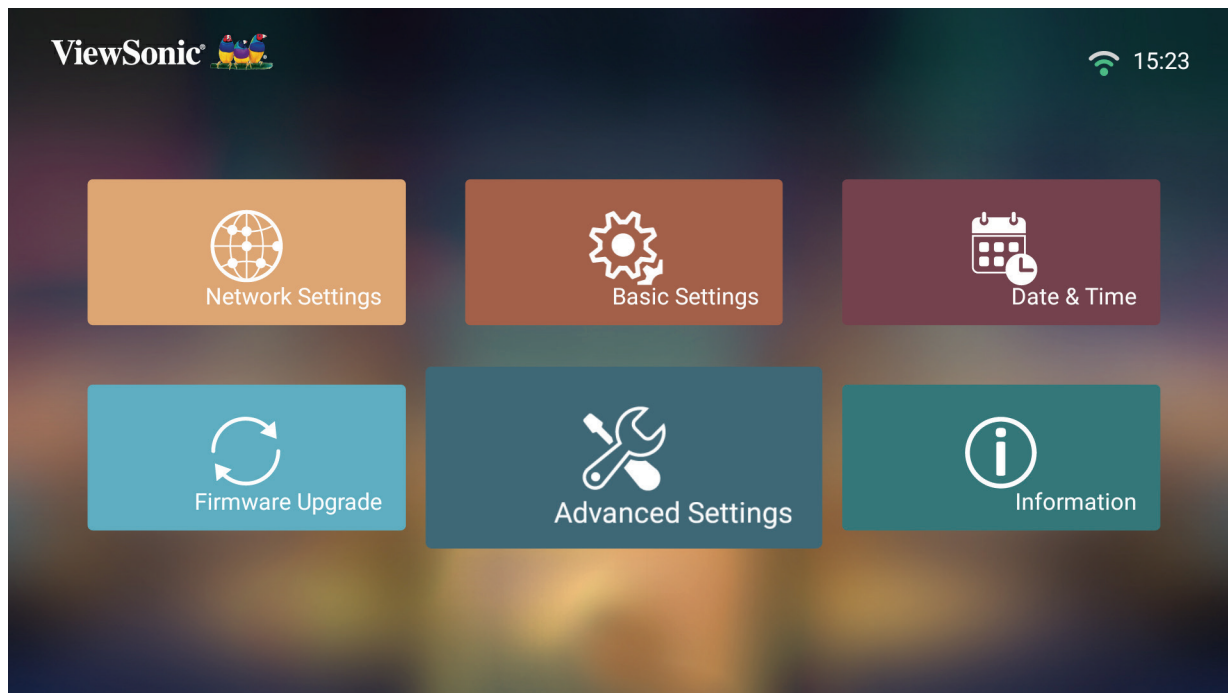 ViewSonic®
15:23
Network Settings
Basic Settings
Date & Time
Firmware Upgrade
Advanced Settings
Information